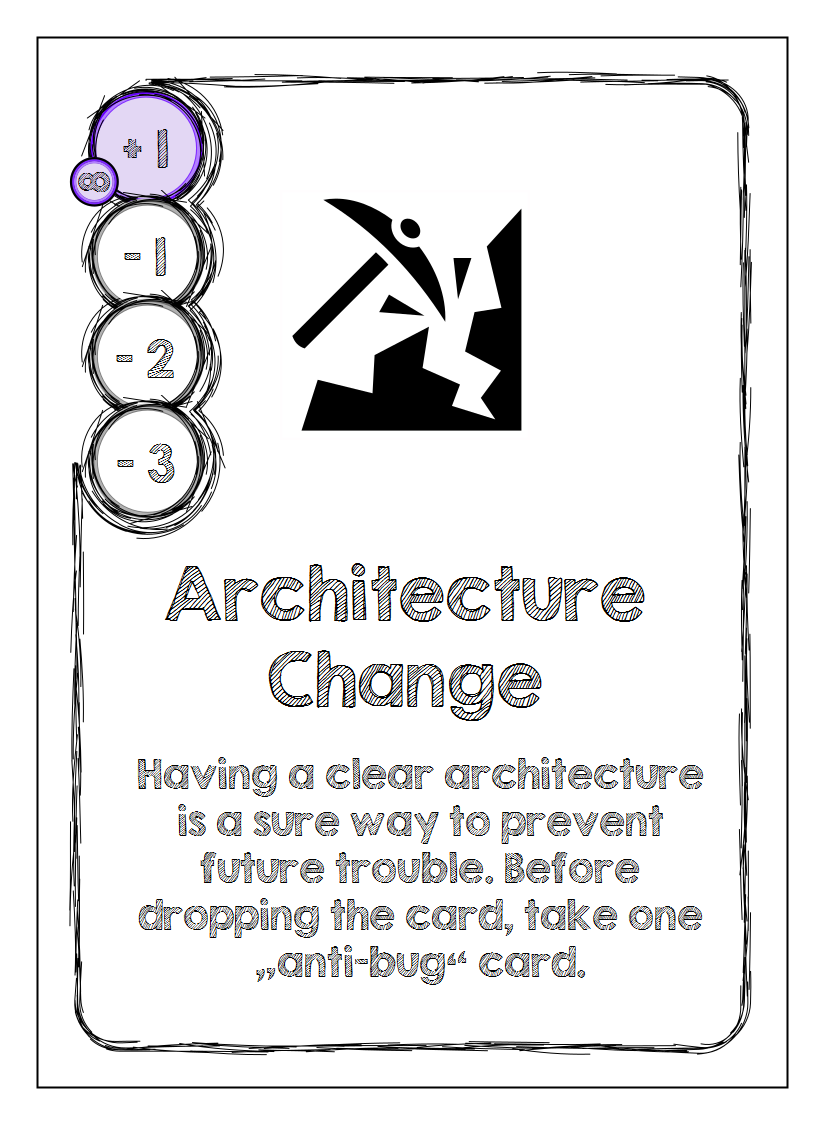 +1
∞
-1
-2
-3
Architecture
Change
Having a clear architecture
is a sure way to prevent
future trouble. Before
dropping the card, take one
„anti-bug“ card.